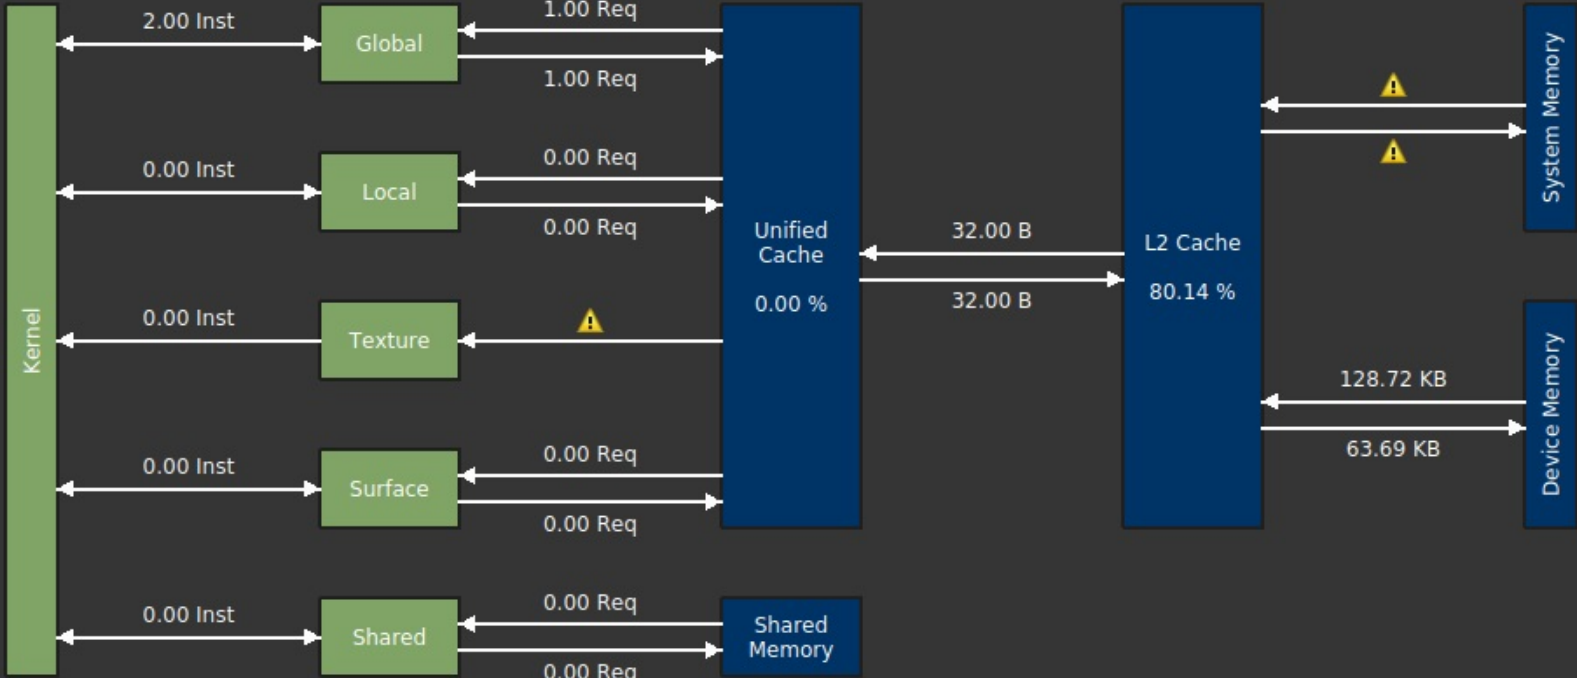 Kernel
2.00 Inst
Global
1.00 Req
1.00 Req
0.00 Inst
Local
0.00 Req
0.00 Req
0.00 Inst
Texture
0.00 Inst
Surface
0.00 Req
0.00 Req
0.00 Inst
Shared
0.00 Req
0.00 Req
Unified
Cache
0.00 %
Shared
Memory
32.00 B
32.00 B
L2 Cache
80.14 %
System Memory
128.72 KB
63.69 KB
Device Memory